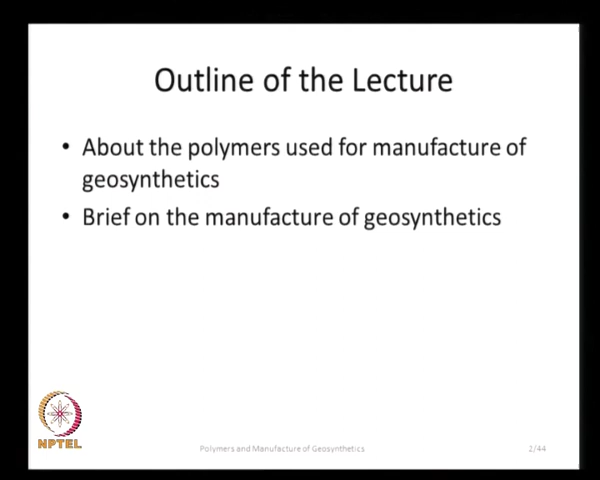 Outline of the Lecture
• About the polymers used for manufacture of
geosynthetics
• Brief on the manufacture of geosynthetics
NPTEL
Polymers and Manufacture of Geosynthetics
2/44